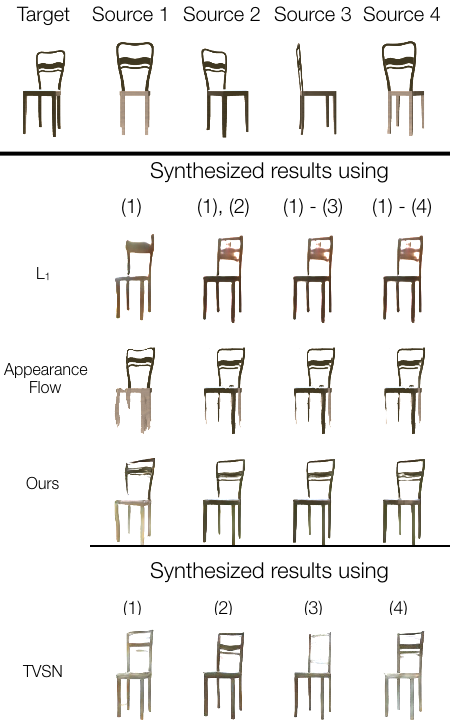 Target Source 1 Source 2 Source 3 Source 4
Synthesized results using
(1) (1), (2) (1) - (3) (1) - (4)
L₁
Appearance
Flow
Ours
Synthesized results using
(1) (2) (3) (4)
TVSN